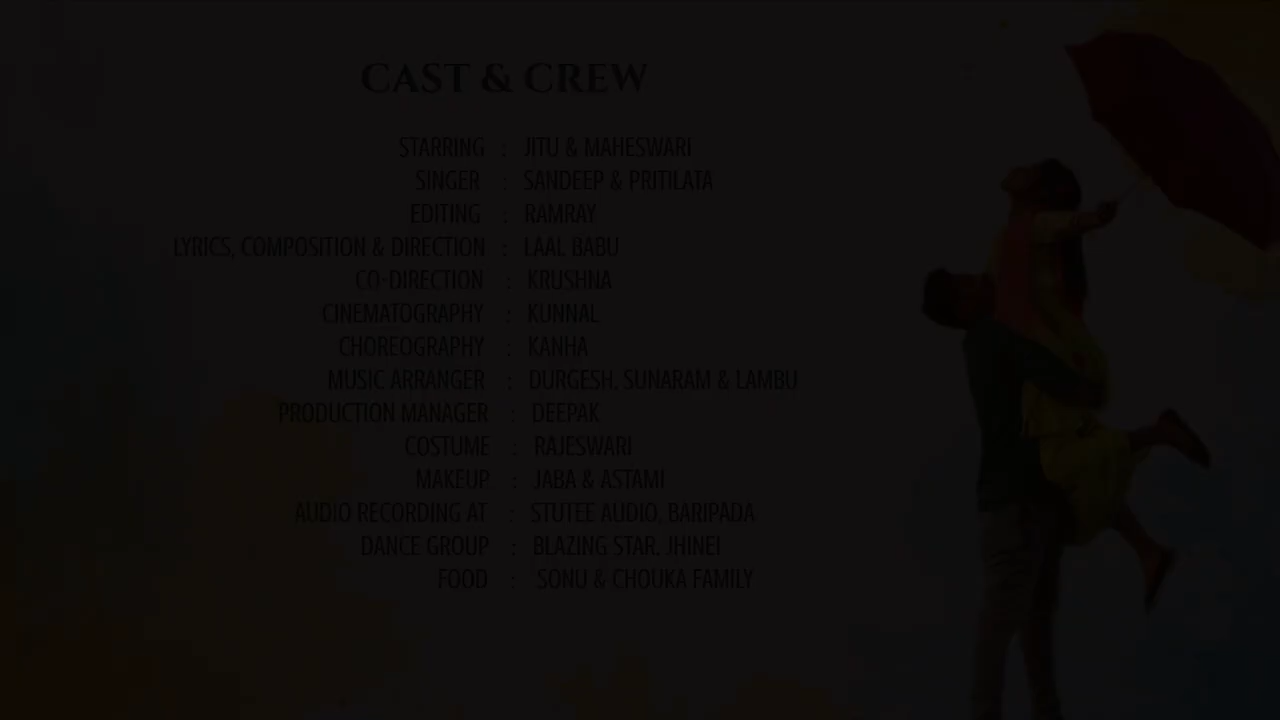 CAST & CREW
STARRING : JITU & MAHESWARI
SINGER : SANDEEP & PRITILATA
EDITING : RAMRAY
LYRICS, COMPOSITION & DIRECTION : LAAL BABU
CO-DIRECTION : KRUSHNA
CINEMATOGRAPHY : KUNNAL
CHOREOGRAPHY : KANHA
MUSIC ARRANGER : DURGESH, SUNARAM & LAMBU
PRODUCTION MANAGER : DEEPAK
COSTUME : RAJESWARI
MAKEUP : JABA & ASTAMI
AUDIO RECORDING AT : STUTEE AUDIO, BARIPADA
DANCE GROUP : BLAZING STAR, JHINEI
FOOD : SONU & CHOUKA FAMILY